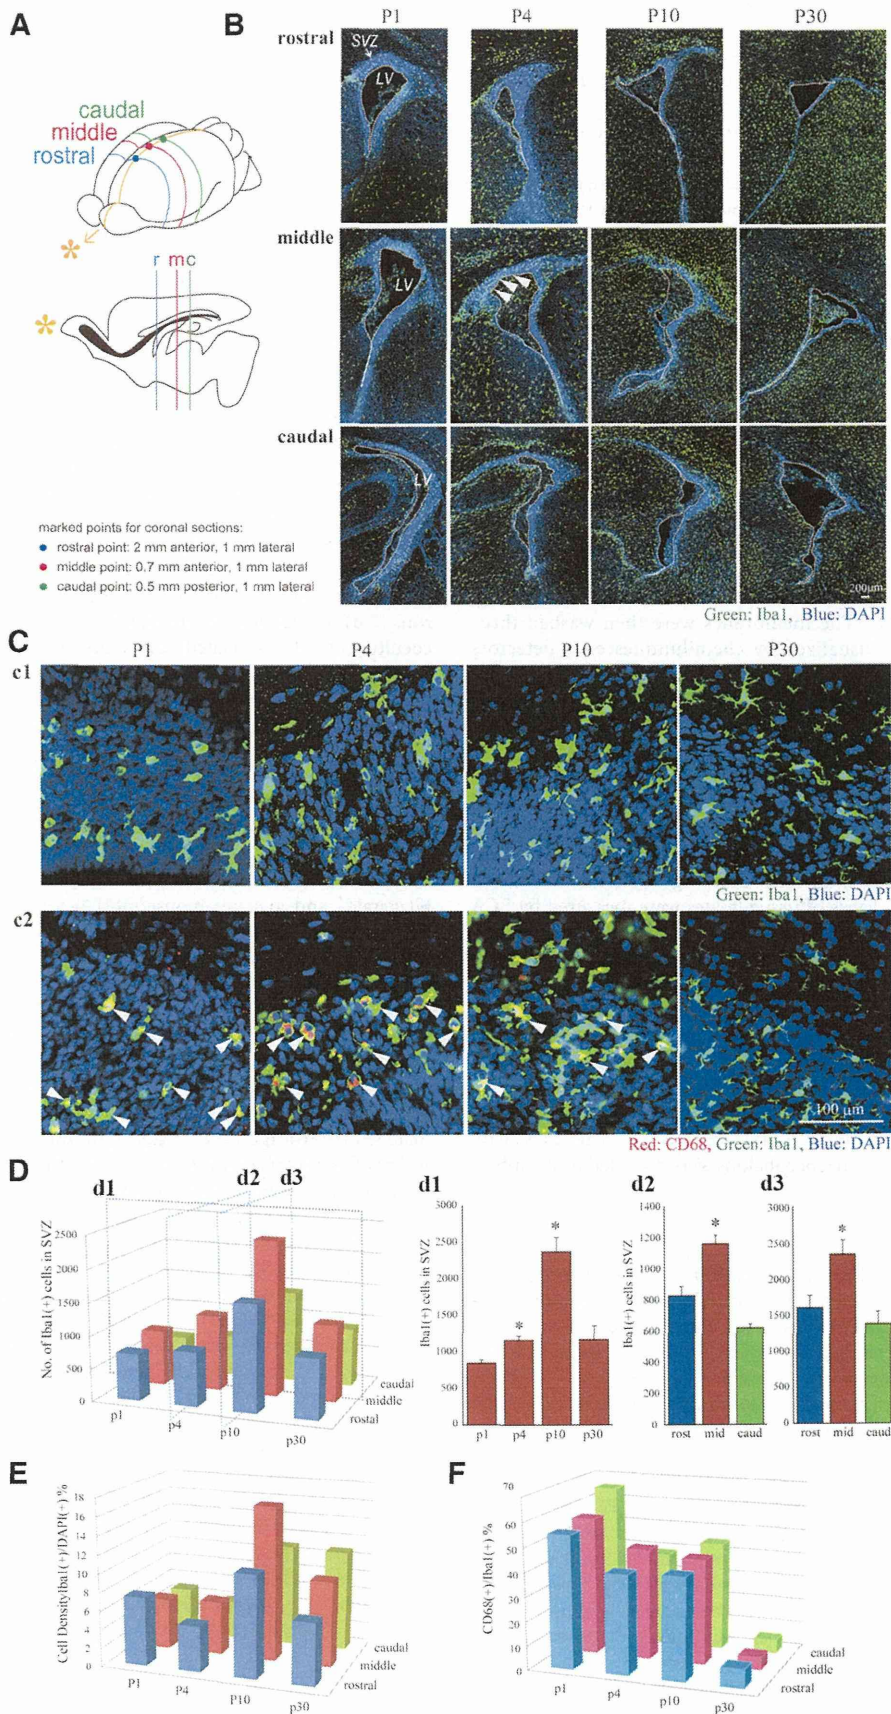 A
caudal
middle
rostral
*
r m c
*
marked points for coronal sections:
rostral point: 2 mm anterior, 1 mm lateral
middle point: 0.7 mm anterior, 1 mm lateral
caudal point: 0.5 mm posterior, 1 mm lateral
B
P1 P4 P10 P30
rostral
SVZ
LV
middle
LV
caudal
LV
200μm
Green: Iba1, Blue: DAPI
C
P1 P4 P10 P30
c1
Green: Iba1, Blue: DAPI
c2
100 μm
Red: CD68, Green: Iba1, Blue: DAPI
D
d1 d2 d3
No. of Iba1(+) cells in SVZ
2500
2000
1500
1000
500
0
p1 p4 p10 p30
caudal
middle
rostal
d1
Iba1(+) cells in SVZ
3000
2500
2000
1500
1000
500
0
* *
p1 p4 p10 p30
d2
Iba1(+) cells in SVZ
1400
1200
1000
800
600
400
200
0
*
rost mid caud
d3
3000
2500
2000
1500
1000
500
0
*
rost mid caud
E
Cell DensityIba1(+)/DAPI(+) %
18
16
14
12
10
8
6
4
2
0
P1 P4 P10 p30
caudal
middle
rostral
F
CD68(+)/Iba1(+) %
70
60
50
40
30
20
10
0
p1 p4 p10 p30
caudal
middle
rostral